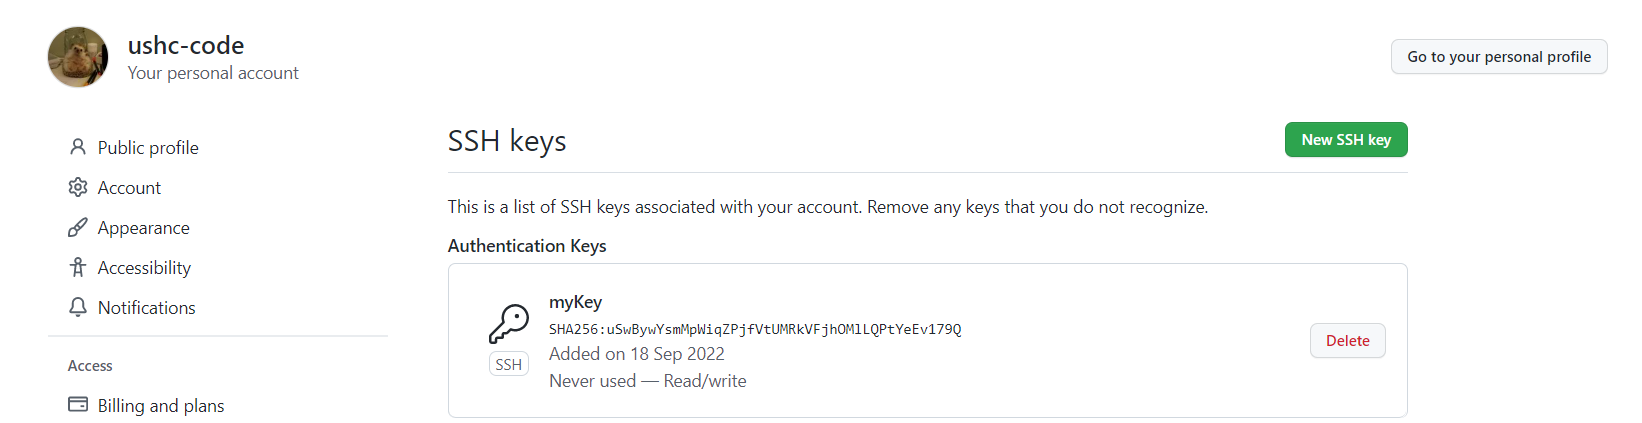 ushc-code
Your personal account
Go to your personal profile
Public profile
Account
Appearance
Accessibility
Notifications
Access
Billing and plans
SSH keys
New SSH key
This is a list of SSH keys associated with your account. Remove any keys that you do not recognize.
Authentication Keys
myKey
SHA256:uSwBywYsmMpWiqZPjfVtUMRkVFjhOMlLQPtYeEv179Q
Added on 18 Sep 2022
Never used — Read/write
SSH
Delete